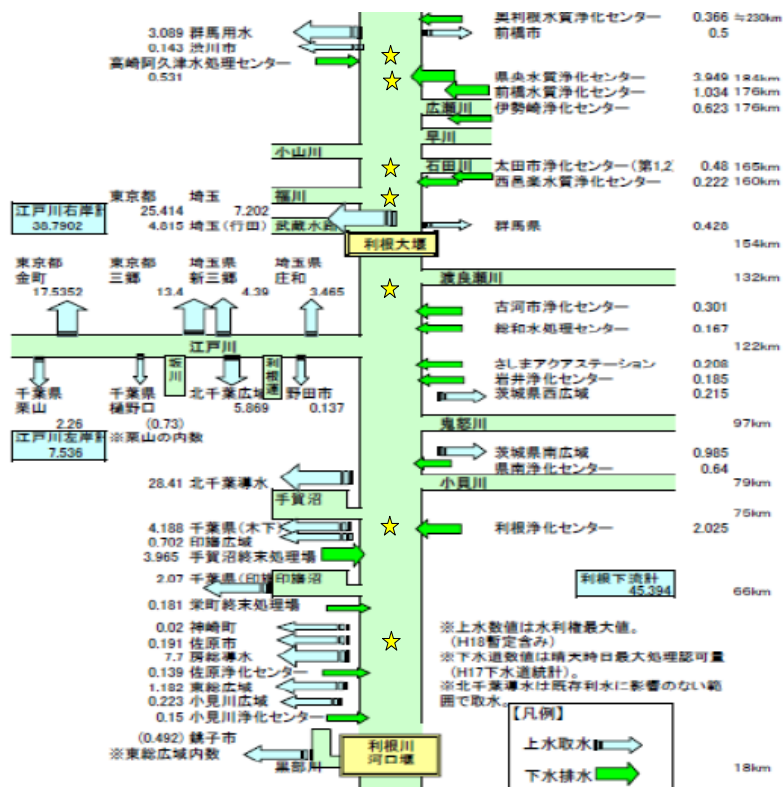 奥利根水質浄化センター 0.366 ≒230km
3.089 群馬用水
前橋市 0.5
0.143 渋川市
高崎阿久津水処理センター
0.531
県央水質浄化センター 3.949 184km
前橋水質浄化センター 1.034 176km
広瀬川 伊勢崎浄化センター 0.623 176km
早川
小山川
石田川 太田市浄化センター(第1,2) 0.48 165km
西邑楽水質浄化センター 0.222 160km
東京都 埼玉 福川
江戸川右岸計 25.414 7.202
38.7902 4.815 埼玉(行田) 武蔵水路
群馬県 0.428
利根大堰 154km
東京都 東京都 埼玉県 埼玉県
金町 三郷 新三郷 庄和
渡良瀬川 132km
17.5352 13.4 4.39 3.465
古河市浄化センター 0.301
総和水処理センター 0.167
江戸川 122km
さしまアクアステーション 0.208
坂川 利根運
岩井浄化センター 0.185
千葉県 千葉県 北千葉広域 野田市
栗山 樋野口 5.869 0.137
茨城県西広域 0.215
2.26 (0.73)
鬼怒川 97km
江戸川左岸計 ※栗山の内数
7.536
茨城県南広域 0.985
県南浄化センター 0.64
28.41 北千葉導水
小貝川 79km
手賀沼
75km
4.188 千葉県(木下)
利根浄化センター 2.025
0.702 印旛広域
3.965 手賀沼終末処理場
2.07 千葉県(印旛 印旛沼
利根下流計
45.394 66km
0.181 栄町終末処理場
0.02 神崎町
0.191 佐原市
7.7 房総導水
0.139 佐原浄化センター
1.182 東総広域
0.223 小見川広域
0.15 小見川浄化センター
※上水数値は水利権最大値。
(H18暫定含み)
※下水道数値は晴天時日最大処理認可量
(H17下水道統計)。
※北千葉導水は既存利水に影響のない範
囲で取水。
(0.492) 銚子市
※東総広域内数
黒部川
利根川
河口堰
【凡例】
上水取水
下水排水
18km